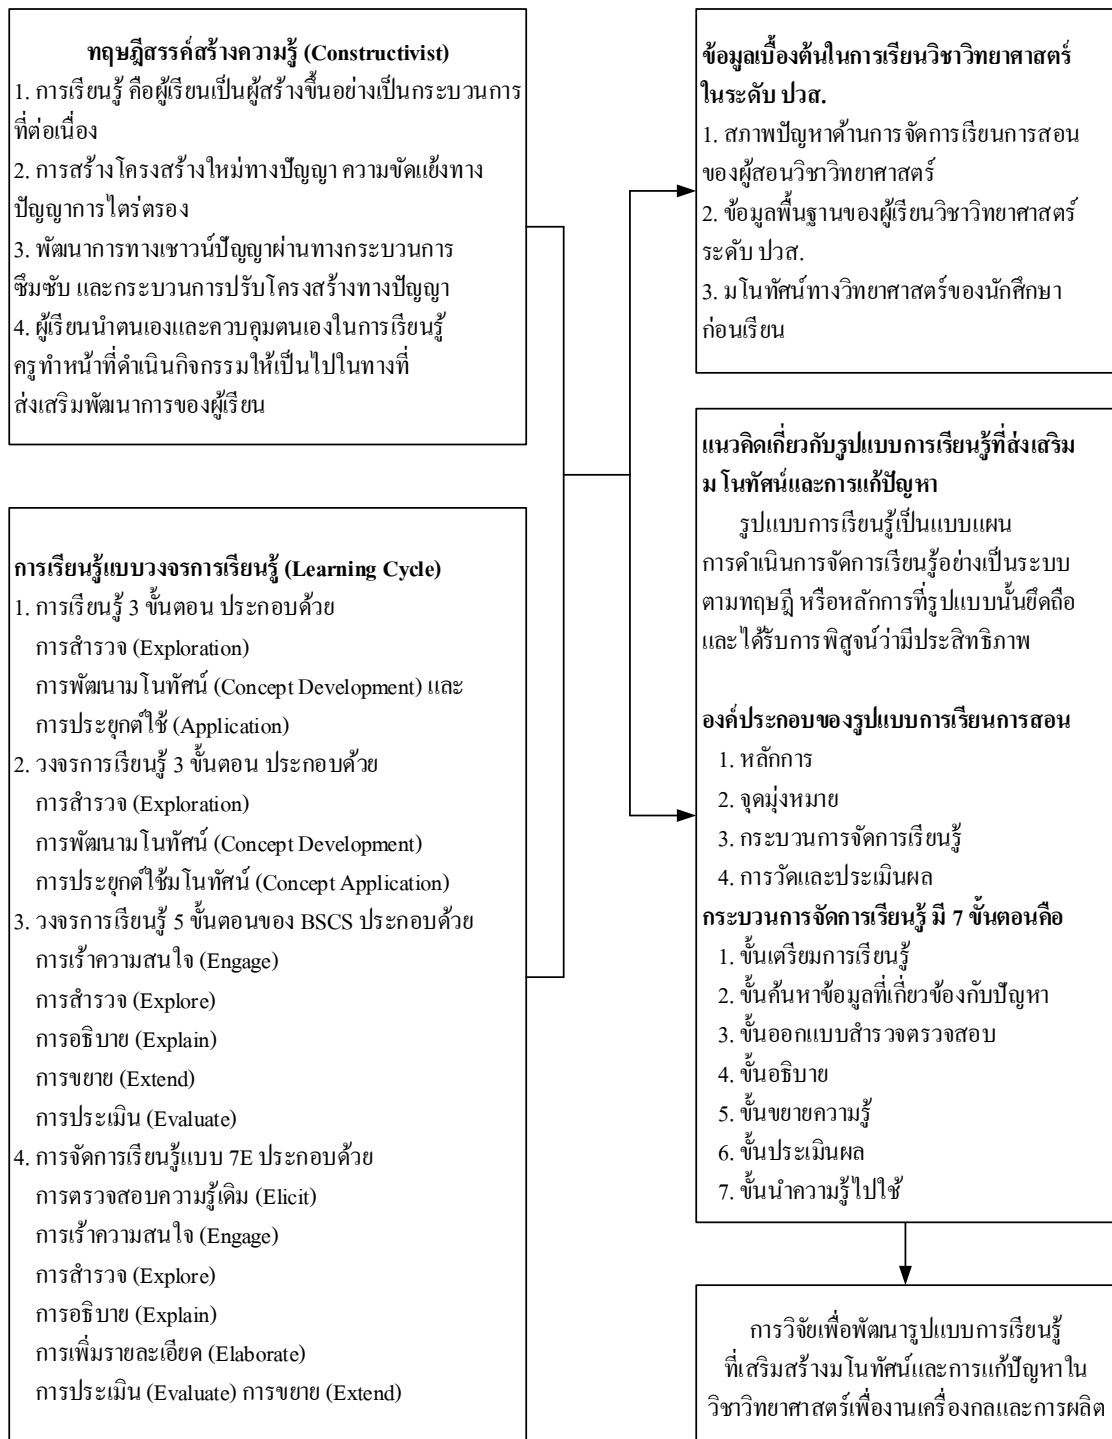 ทฤษฎีสรรค์สร้างความรู้ (Constructivist)
1. การเรียนรู้ คือผู้เรียนเป็นผู้สร้างขึ้นอย่างเป็นกระบวนการ
ที่ต่อเนื่อง
2. การสร้างโครงสร้างใหม่ทางปัญญา ความขัดแย้งทาง
ปัญญาการไตร่ตรอง
3. พัฒนาการทางเชาวน์ปัญญาผ่านทางกระบวนการ
ซึมซับ และกระบวนการปรับโครงสร้างทางปัญญา
4. ผู้เรียนนำตนเองและควบคุมตนเองในการเรียนรู้
ครูทำหน้าที่ดำเนินกิจกรรมให้เป็นไปในทางที่
ส่งเสริมพัฒนาการของผู้เรียน
การเรียนรู้แบบวงจรการเรียนรู้ (Learning Cycle)
1. การเรียนรู้ 3 ขั้นตอน ประกอบด้วย
การสำรวจ (Exploration)
การพัฒนามโนทัศน์ (Concept Development) และ
การประยุกต์ใช้ (Application)
2. วงจรการเรียนรู้ 3 ขั้นตอน ประกอบด้วย
การสำรวจ (Exploration)
การพัฒนามโนทัศน์ (Concept Development)
การประยุกต์ใช้มโนทัศน์ (Concept Application)
3. วงจรการเรียนรู้ 5 ขั้นตอนของ BSCS ประกอบด้วย
การเร้าความสนใจ (Engage)
การสำรวจ (Explore)
การอธิบาย (Explain)
การขยาย (Extend)
การประเมิน (Evaluate)
4. การจัดการเรียนรู้แบบ 7E ประกอบด้วย
การตรวจสอบความรู้เดิม (Elicit)
การเร้าความสนใจ (Engage)
การสำรวจ (Explore)
การอธิบาย (Explain)
การเพิ่มรายละเอียด (Elaborate)
การประเมิน (Evaluate) การขยาย (Extend)
ข้อมูลเบื้องต้นในการเรียนวิชาวิทยาศาสตร์
ในระดับ ปวส.
1. สภาพปัญหาด้านการจัดการเรียนการสอน
ของผู้สอนวิชาวิทยาศาสตร์
2. ข้อมูลพื้นฐานของผู้เรียนวิชาวิทยาศาสตร์
ระดับ ปวส.
3. มโนทัศน์ทางวิทยาศาสตร์ของนักศึกษา
ก่อนเรียน
แนวคิดเกี่ยวกับรูปแบบการเรียนรู้ที่ส่งเสริม
มโนทัศน์และการแก้ปัญหา
รูปแบบการเรียนรู้เป็นแบบแผน
การดำเนินการจัดการเรียนรู้อย่างเป็นระบบ
ตามทฤษฎี หรือหลักการที่รูปแบบนั้นยึดถือ
และได้รับการพิสูจน์ว่ามีประสิทธิภาพ
องค์ประกอบของรูปแบบการเรียนการสอน
1. หลักการ
2. จุดมุ่งหมาย
3. กระบวนการจัดการเรียนรู้
4. การวัดและประเมินผล
กระบวนการจัดการเรียนรู้ มี 7 ขั้นตอนคือ
1. ขั้นเตรียมการเรียนรู้
2. ขั้นค้นหาข้อมูลที่เกี่ยวข้องกับปัญหา
3. ขั้นออกแบบสำรวจตรวจสอบ
4. ขั้นอธิบาย
5. ขั้นขยายความรู้
6. ขั้นประเมินผล
7. ขั้นนำความรู้ไปใช้
การวิจัยเพื่อพัฒนารูปแบบการเรียนรู้
ที่เสริมสร้างมโนทัศน์และการแก้ปัญหาใน
วิชาวิทยาศาสตร์เพื่องานเครื่องกลและการผลิต